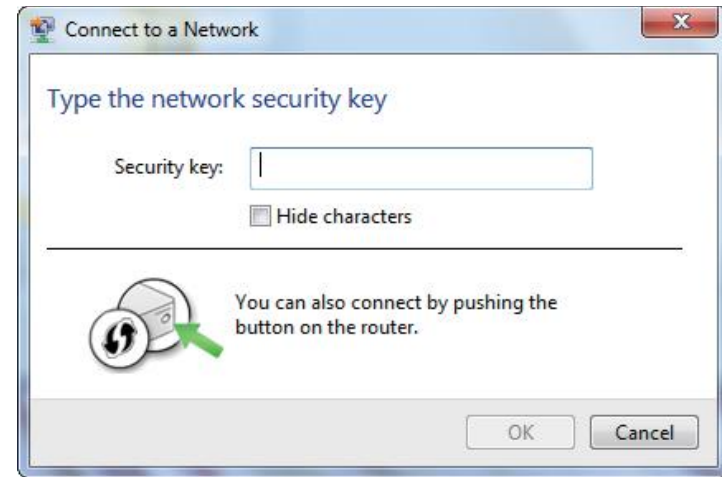 Connect to a Network
Type the network security key
Security key:
Hide characters
You can also connect by pushing the
button on the router.
OK
Cancel